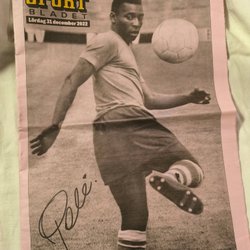 SPORT
BLADET
Lördag 31 december 2022
Pelé